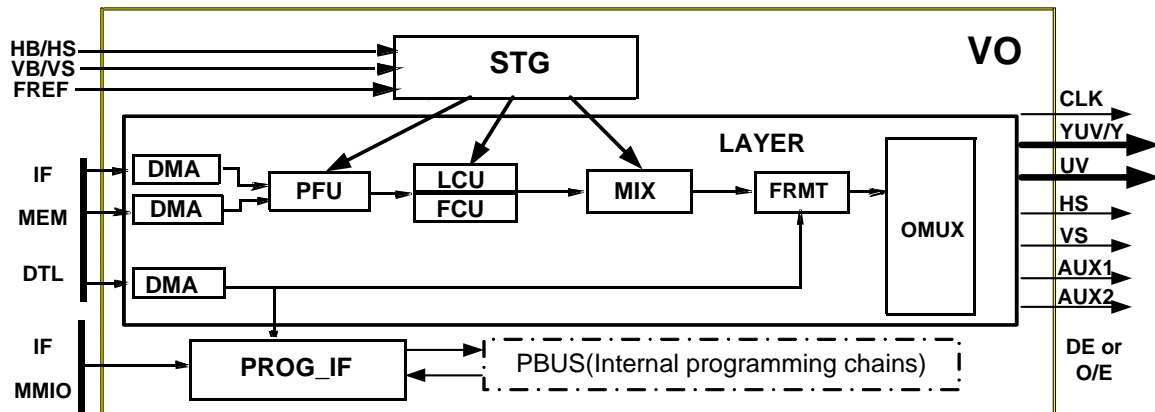 VO
HB/HS
VB/VS
FREF
STG
CLK
YUV/Y
UV
HS
VS
AUX1
AUX2
DE or
O/E
LAYER
IF
MEM
DTL
DMA
DMA
DMA
PFU
LCU
FCU
MIX
FRMT
OMUX
IF
MMIO
PROG_IF
PBUS(Internal programming chains)